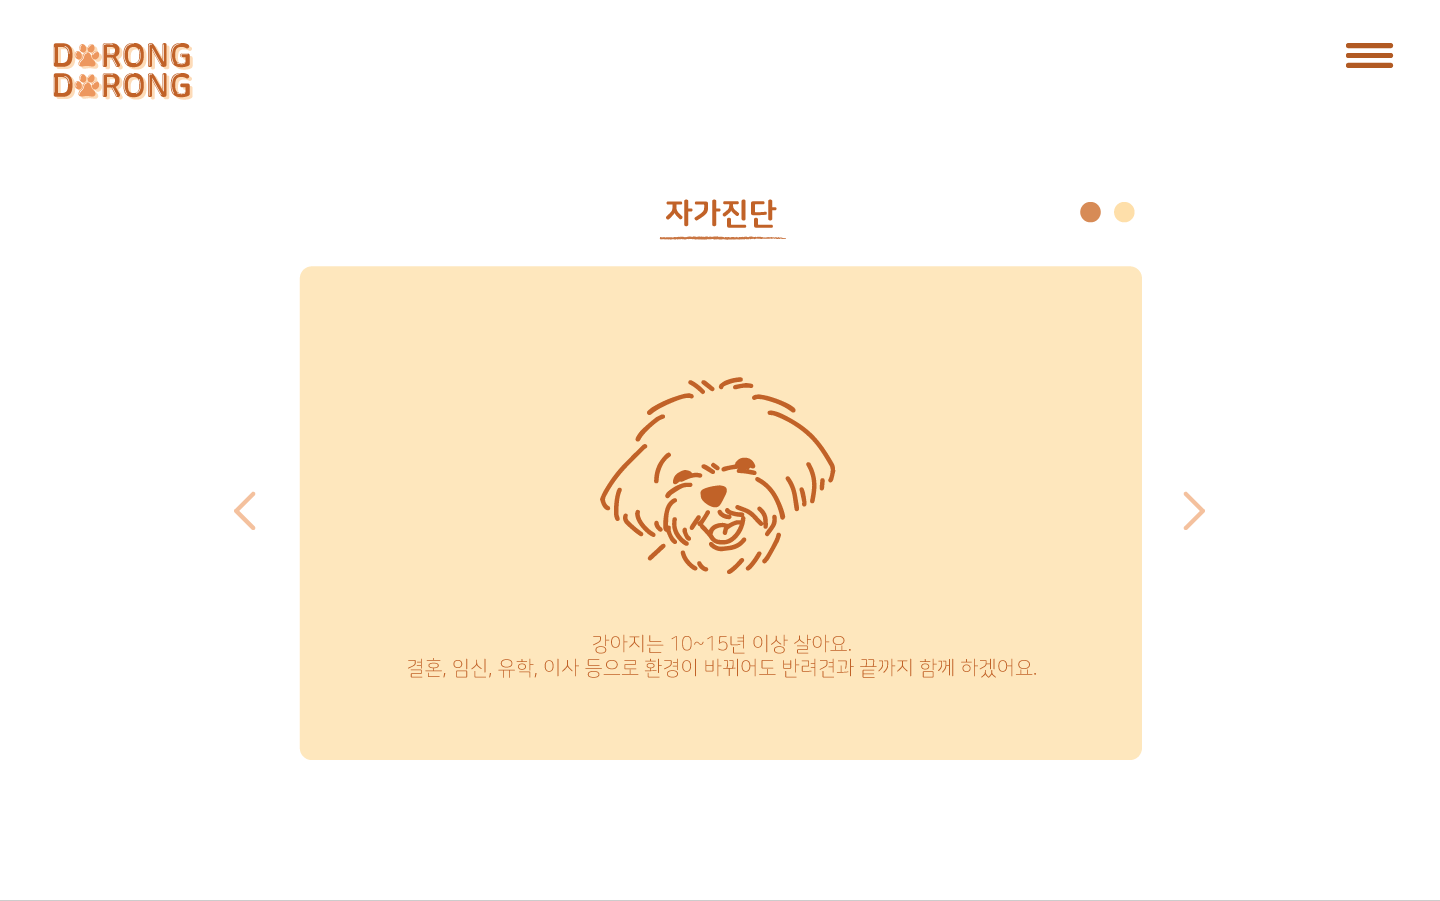 DORONG
DORONG
자가진단
강아지는 10~15년 이상 살아요.
결혼, 임신, 유학, 이사 등으로 환경이 바뀌어도 반려견과 끝까지 함께 하겠어요.